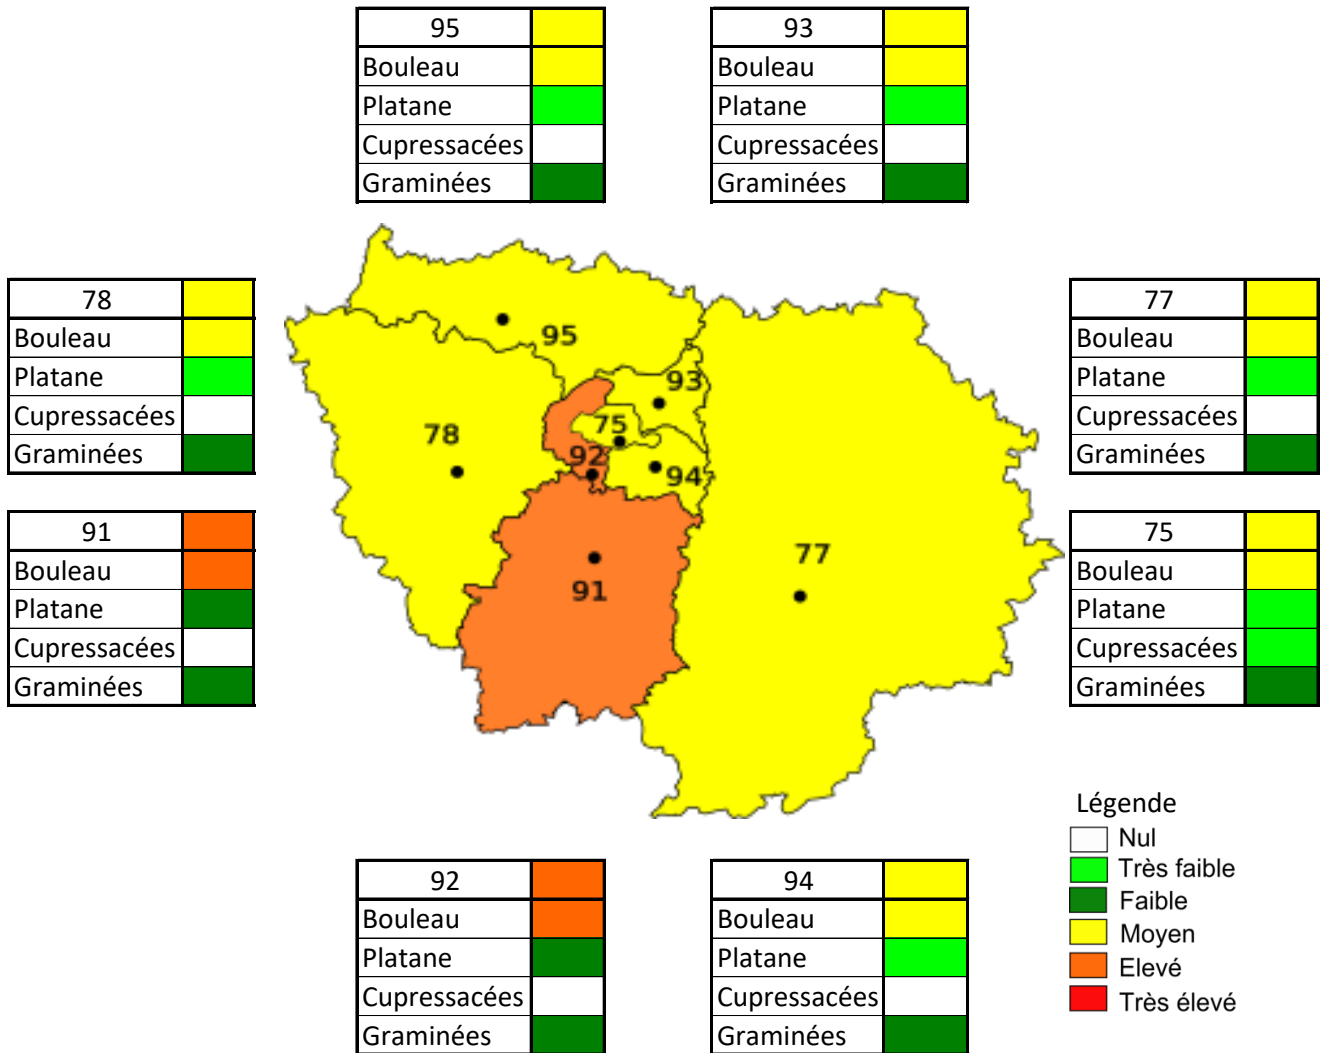 95
Bouleau
Platane
Cupressacées
Graminées
93
Bouleau
Platane
Cupressacées
Graminées
78
Bouleau
Platane
Cupressacées
Graminées
95
93
75
78
92
94
77
91
77
Bouleau
Platane
Cupressacées
Graminées
91
Bouleau
Platane
Cupressacées
Graminées
75
Bouleau
Platane
Cupressacées
Graminées
92
Bouleau
Platane
Cupressacées
Graminées
94
Bouleau
Platane
Cupressacées
Graminées
Légende
Nul
Très faible
Faible
Moyen
Elevé
Très élevé